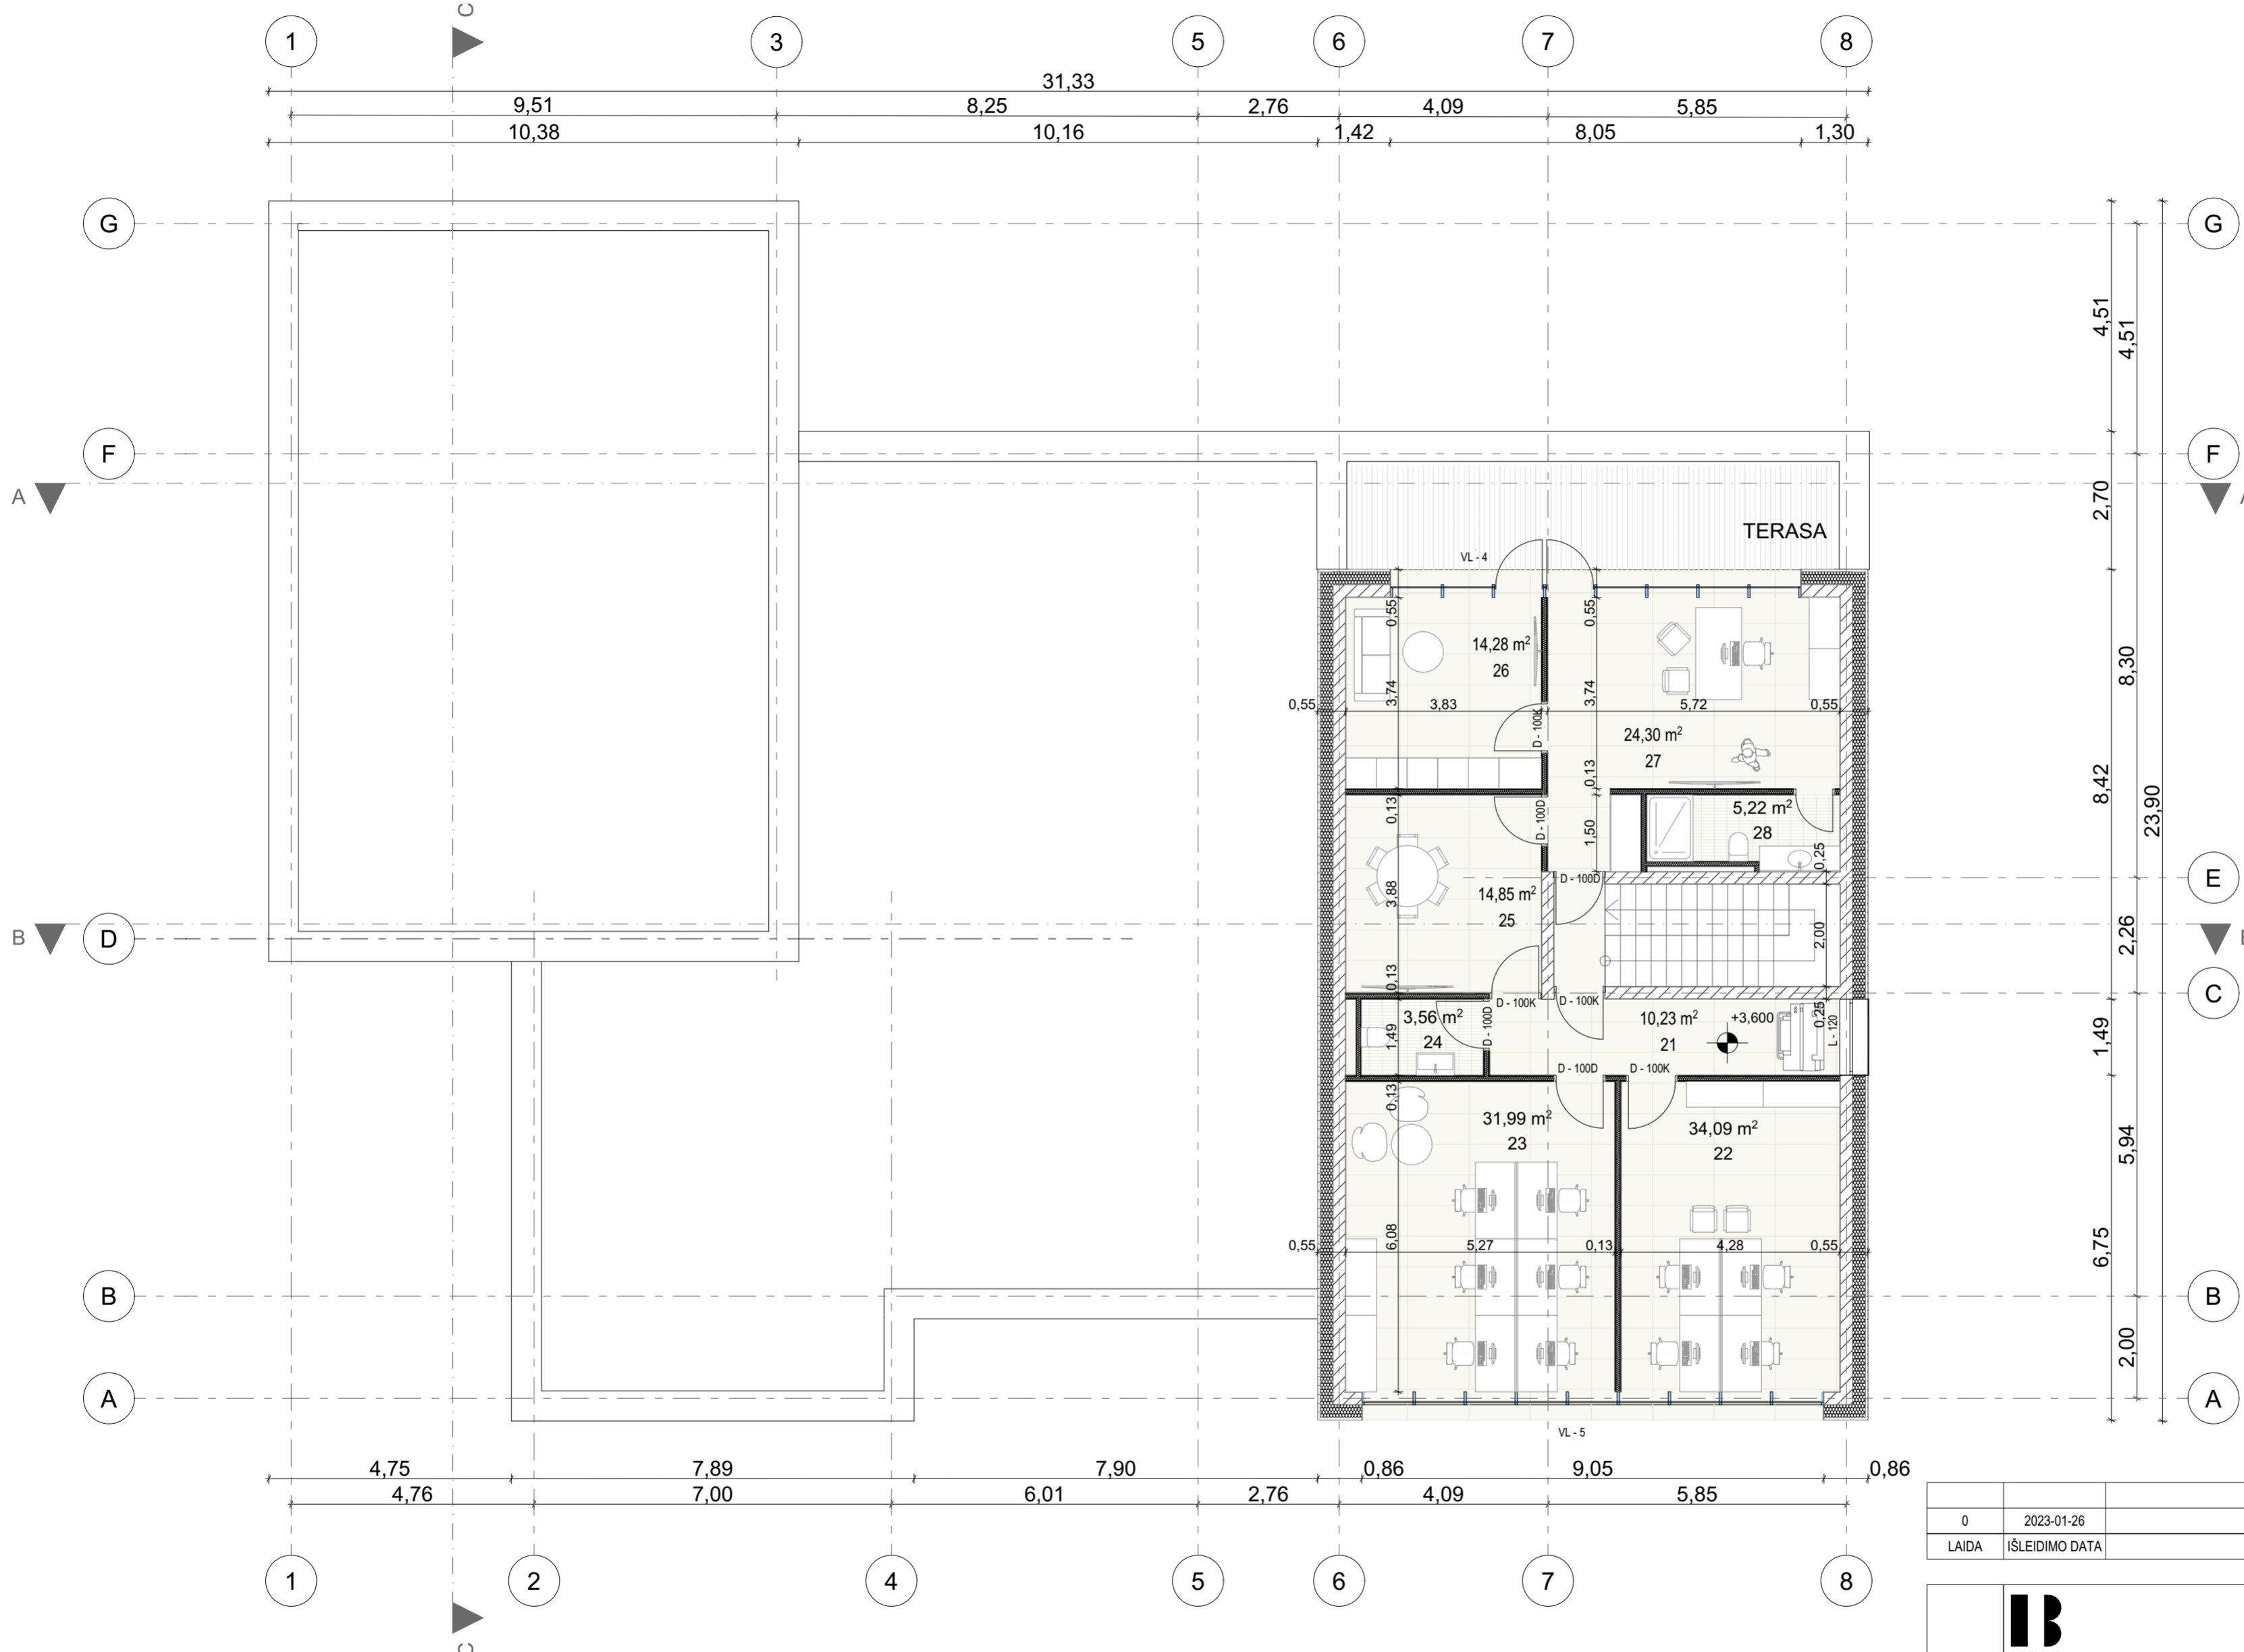 C
1 3 5 6 7 8
31,33
9,51 8,25 2,76 4,09 5,85
10,38 10,16 1,42 8,05 1,30
G G
4,51
4,51
F F
A
2,70
TERASA
VL - 4
0,55 0,55
14,28 m²
26
8,30
3,74 3,74
0,55 3,83 5,72 0,55
D - 100K
24,30 m²
27
0,13
8,42
23,90
0,13
D - 100D
1,50
5,22 m²
28
0,25
E
D - 100D
3,88
14,85 m²
25
B D
2,00
2,26
0,13
C
D - 100K D - 100K
3,56 m²
24
D - 100D
10,23 m²
21
+3,600
0,25
L - 120
1,49
1,49
D - 100D D - 100K
0,13
31,99 m²
23
34,09 m²
22
5,94
6,08
0,55 5,27 0,13 4,28 0,55
6,75
B B
2,00
A A
VL - 5
4,75 7,89 7,90 0,86 9,05 0,86
4,76 7,00 6,01 2,76 4,09 5,85
0 2023-01-26
LAIDA IŠLEIDIMO DATA
1 2 4 5 6 7 8
B